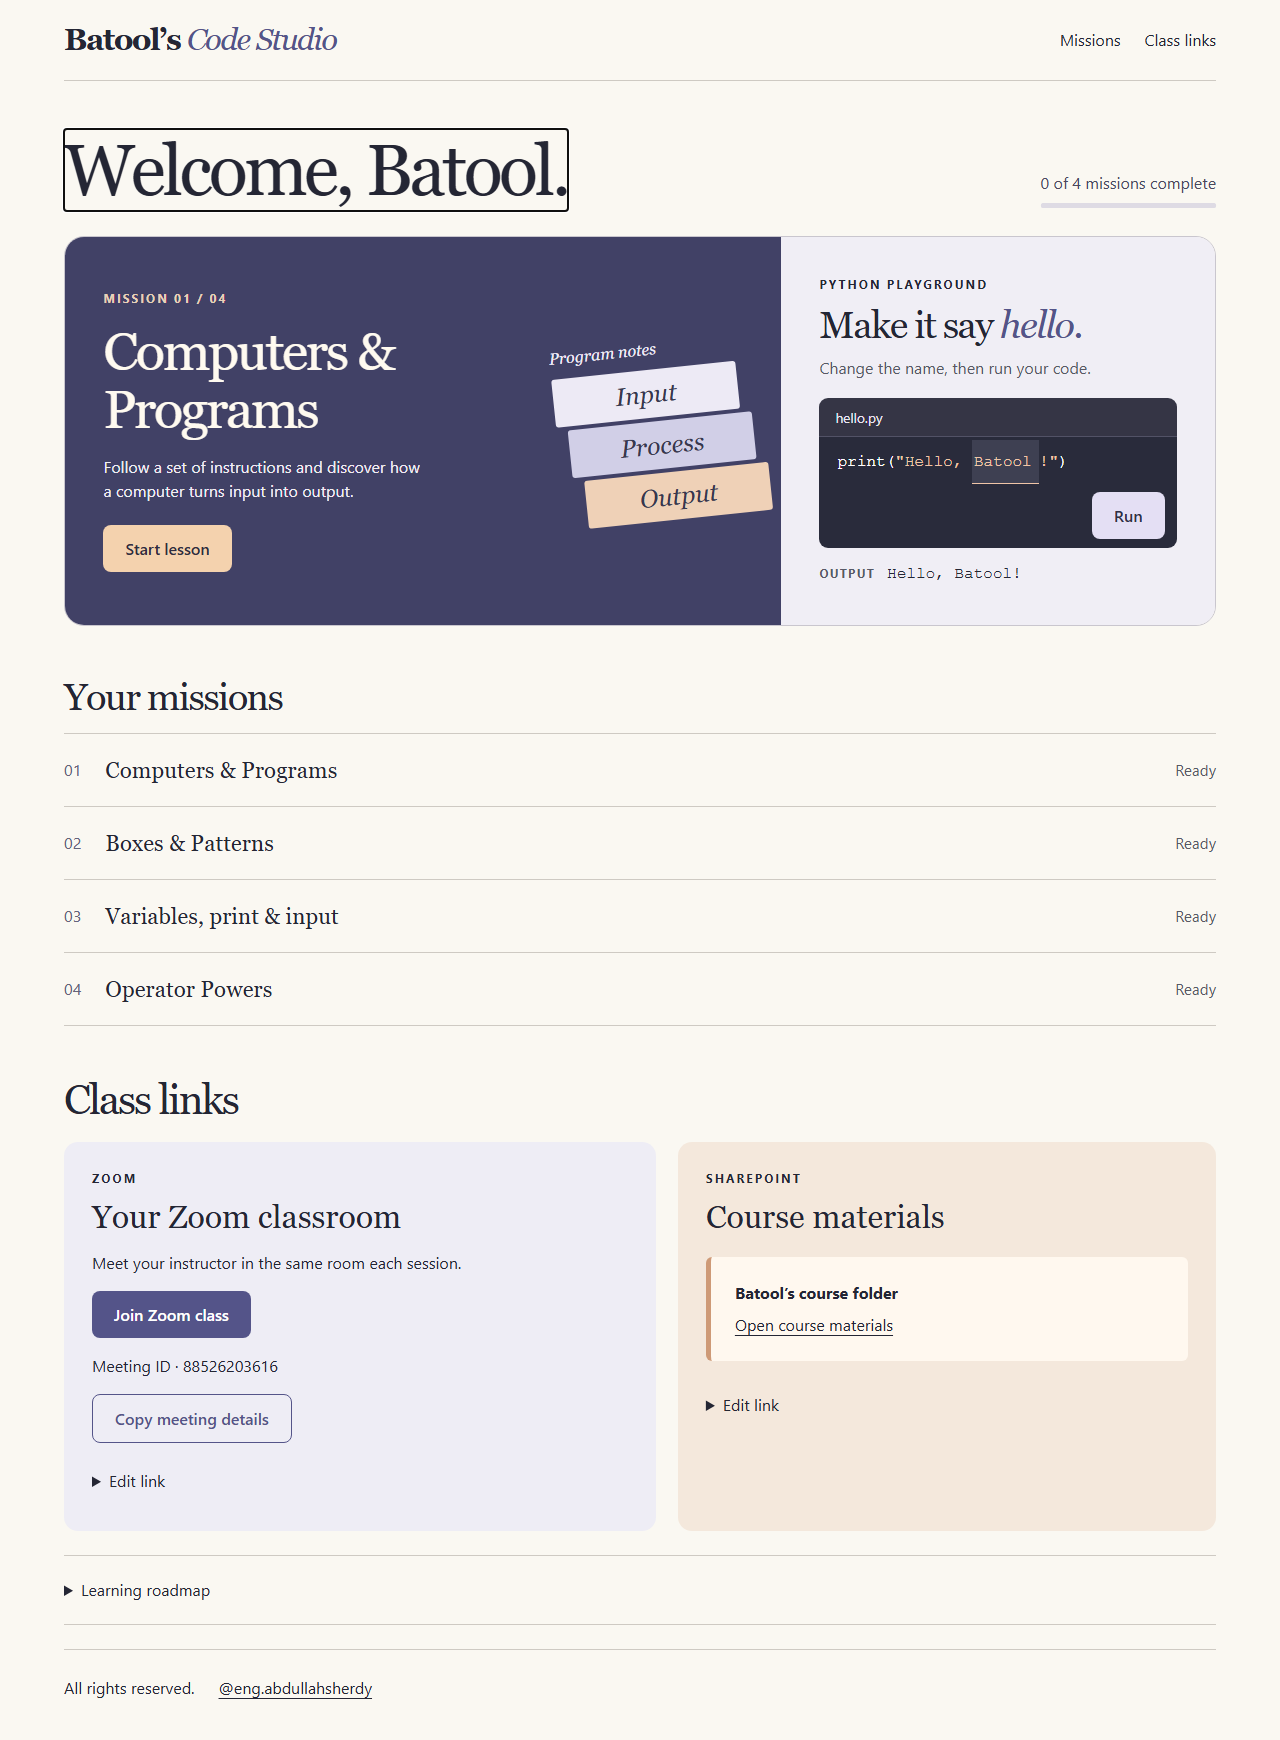 Batool’s Code Studio
Missions
Class links
Welcome, Batool.
0 of 4 missions complete
MISSION 01 / 04
Computers &
Programs
Follow a set of instructions and discover how
a computer turns input into output.
Start lesson
Program notes
Input
Process
Output
PYTHON PLAYGROUND
Make it say hello.
Change the name, then run your code.
hello.py
print("Hello, Batool !")
Run
OUTPUT Hello, Batool!
Your missions
01 Computers & Programs Ready
02 Boxes & Patterns Ready
03 Variables, print & input Ready
04 Operator Powers Ready
Class links
ZOOM
Your Zoom classroom
Meet your instructor in the same room each session.
Join Zoom class
Meeting ID · 88526203616
Copy meeting details
Edit link
SHAREPOINT
Course materials
Batool’s course folder
Open course materials
Edit link
Learning roadmap
All rights reserved. @eng.abdullahsherdy